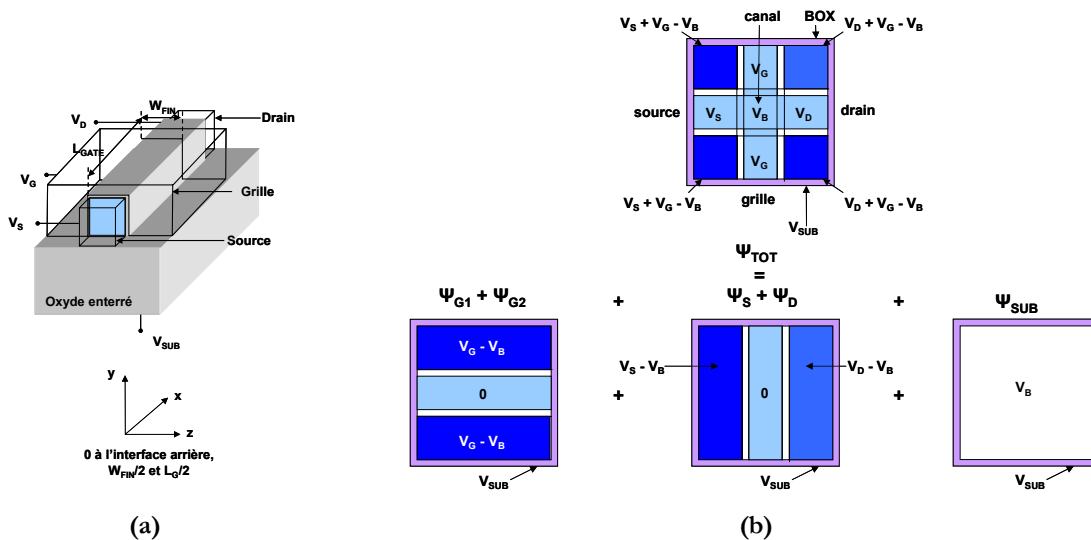 W_FIN
V_D
Drain
L_GATE
V_G
Grille
V_S
Source
Oxyde enterré
V_SUB
y
x
z
0 à l'interface arrière,
W_FIN/2 et L_G/2
(a)
canal
BOX
V_S + V_G - V_B
V_D + V_G - V_B
V_G
source
V_S
V_B
V_D
drain
V_G
V_S + V_G - V_B
grille
V_D + V_G - V_B
V_SUB
Ψ_TOT
=
Ψ_G1 + Ψ_G2
+
Ψ_S + Ψ_D
+
Ψ_SUB
V_G - V_B
V_S - V_B
V_D - V_B
0
+
0
+
V_B
V_G - V_B
V_SUB
V_SUB
V_SUB
(b)